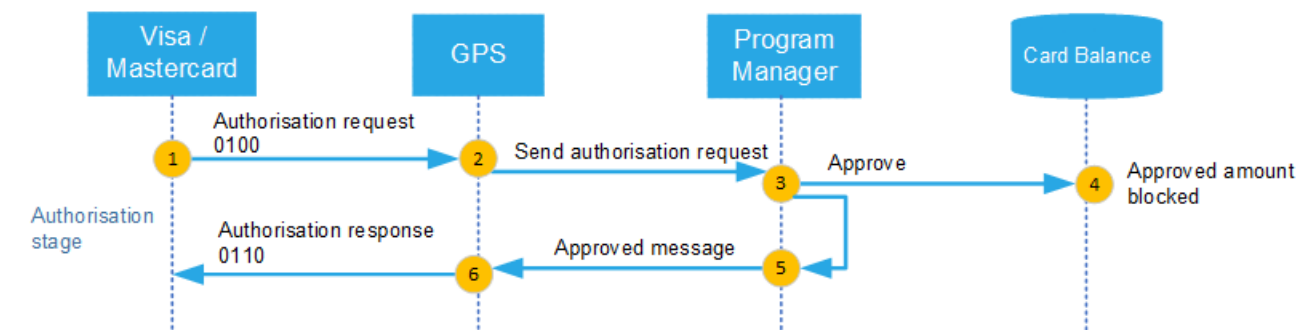 Visa /
Mastercard
GPS
Program
Manager
Card Balance
Authorisation request
0100
1
2
Send authorisation request
3
Approve
4
Approved amount
blocked
Authorisation
stage
Authorisation response
0110
6
Approved message
5